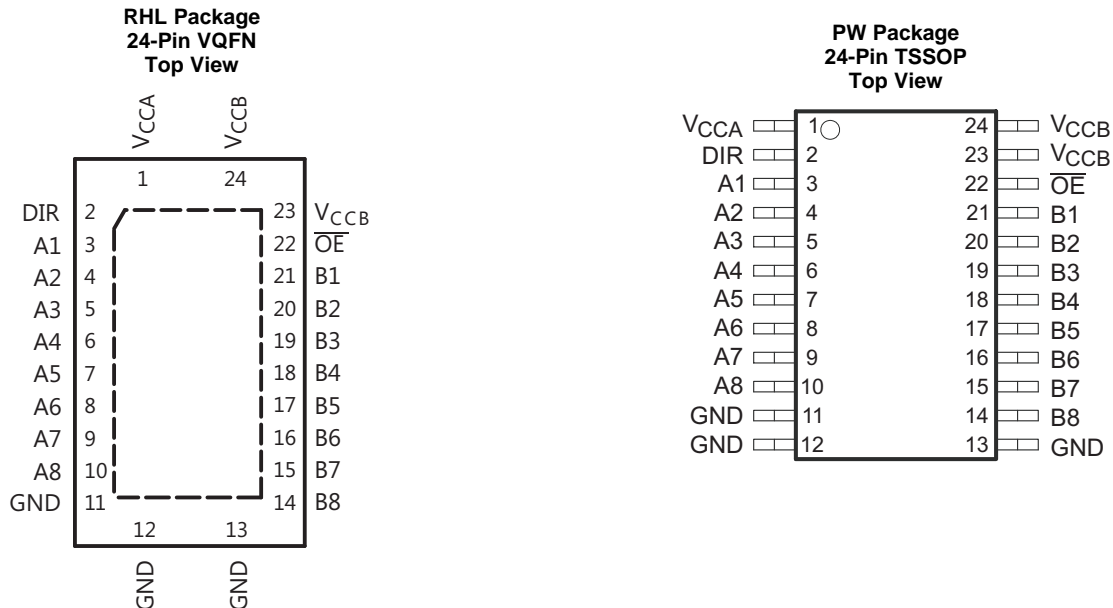 RHL Package
24-Pin VQFN
Top View
VCCA
VCCB
1 24
DIR 2 23 VCCB
A1 3 22 OE
A2 4 21 B1
A3 5 20 B2
A4 6 19 B3
A5 7 18 B4
A6 8 17 B5
A7 9 16 B6
A8 10 15 B7
GND 11 14 B8
12 13
GND
GND
PW Package
24-Pin TSSOP
Top View
VCCA 1 24 VCCB
DIR 2 23 VCCB
A1 3 22 OE
A2 4 21 B1
A3 5 20 B2
A4 6 19 B3
A5 7 18 B4
A6 8 17 B5
A7 9 16 B6
A8 10 15 B7
GND 11 14 B8
GND 12 13 GND